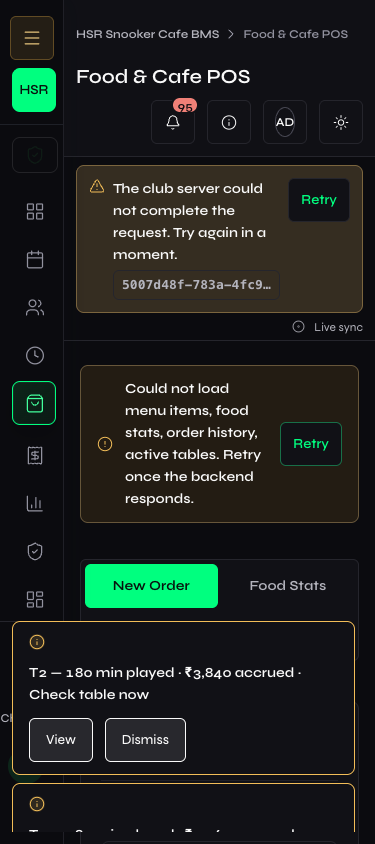 HSR Snooker Cafe BMS > Food & Cafe POS
HSR
Food & Cafe POS
95
AD
The club server could
not complete the
request. Try again in a
moment.
Retry
5007d48f-783a-4fc9…
Live sync
Could not load
menu items, food
stats, order history,
active tables. Retry
once the backend
responds.
Retry
New Order
Food Stats
T2 — 180 min played · ₹3,840 accrued ·
Check table now
View
Dismiss